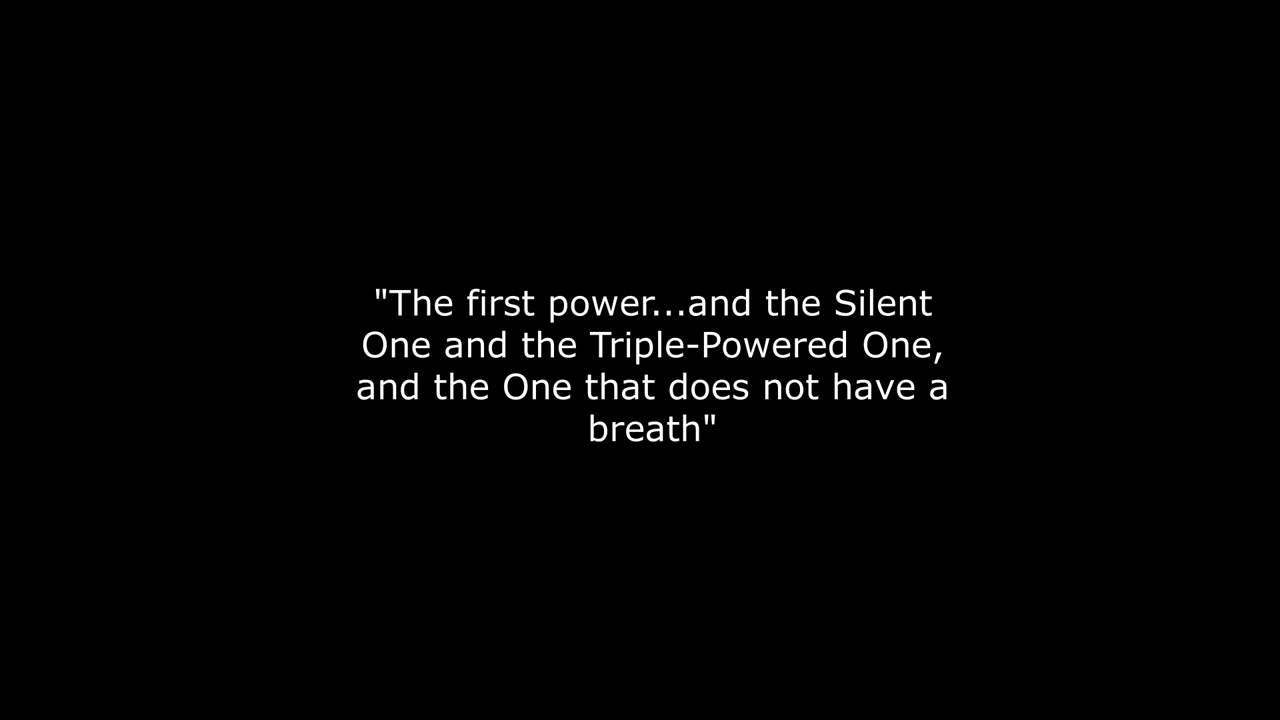 "The first power...and the Silent
One and the Triple-Powered One,
and the One that does not have a
breath"